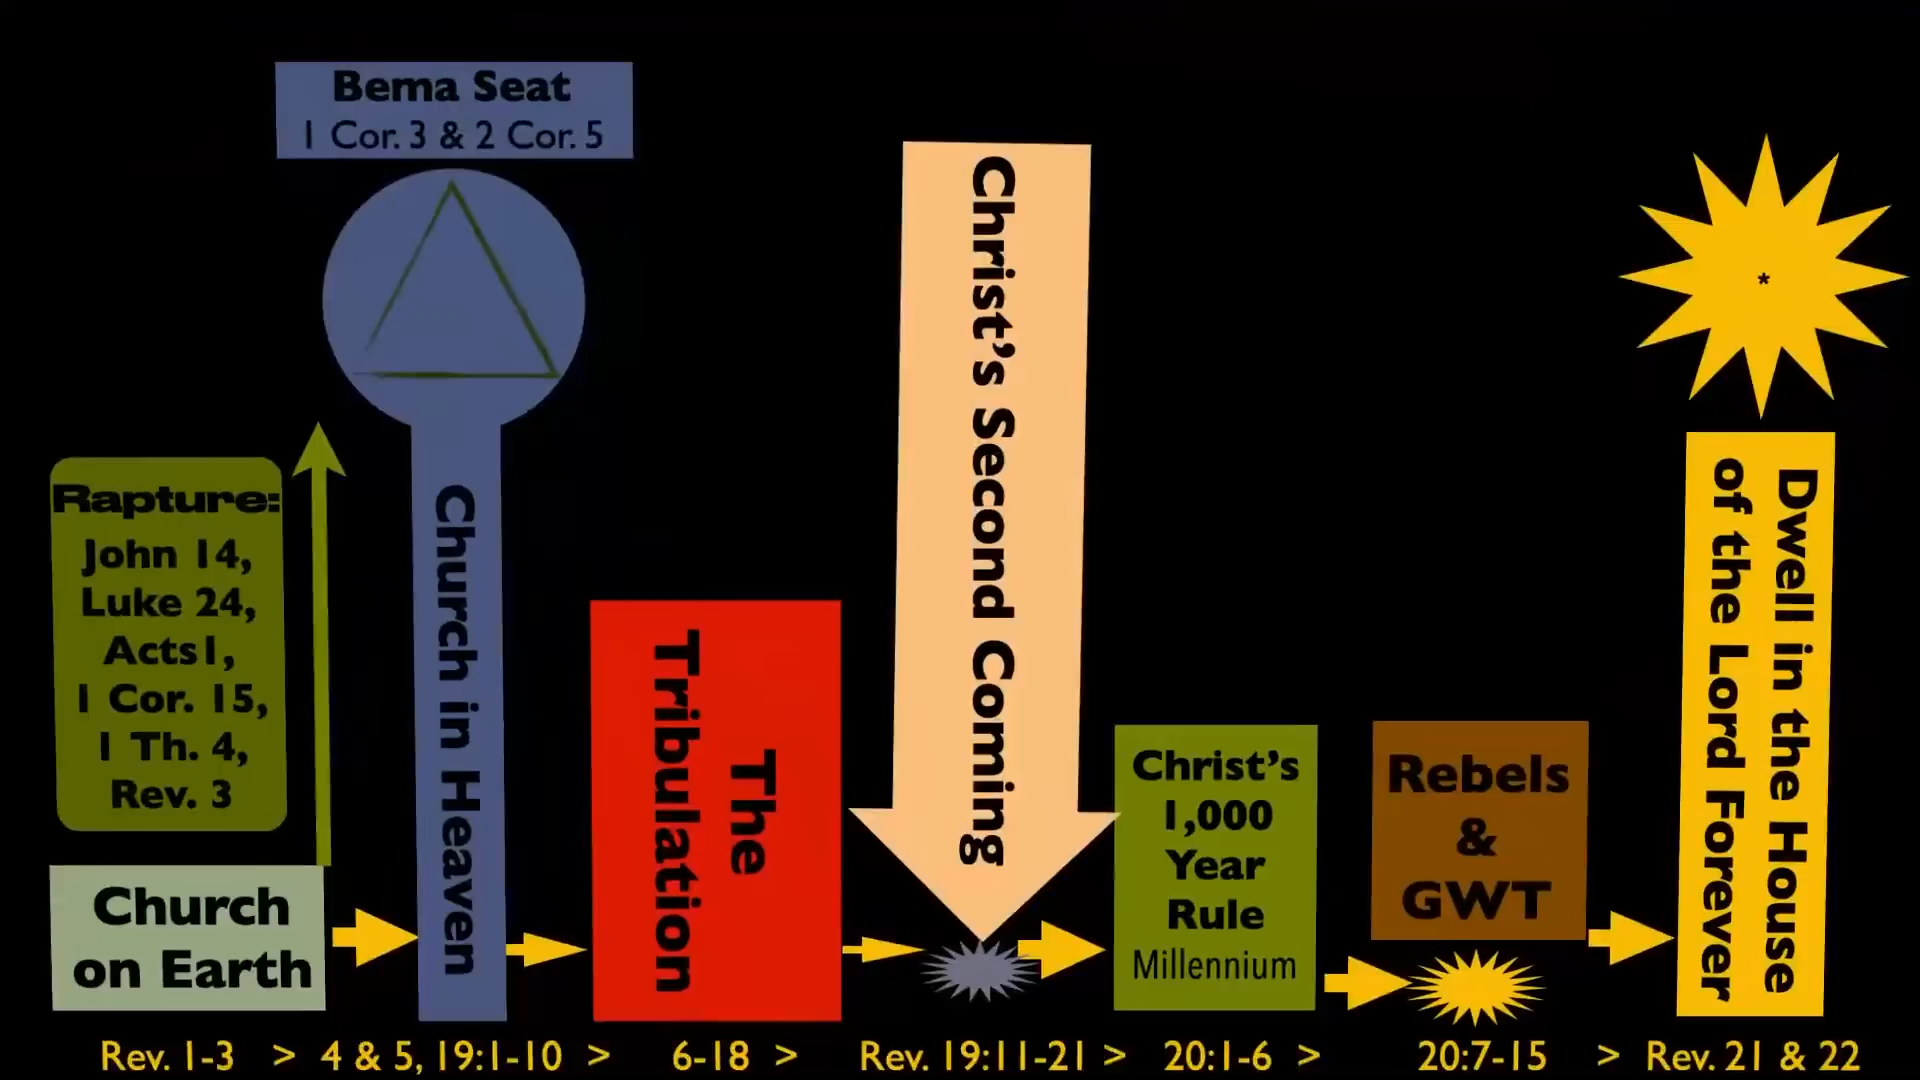 Bema Seat
1 Cor. 3 & 2 Cor. 5
Rapture:
John 14,
Luke 24,
Acts1,
1 Cor. 15,
1 Th. 4,
Rev. 3
Church
on Earth
Church in Heaven
The
Tribulation
Christ's Second Coming
Christ's
1,000
Year
Rule
Millennium
Rebels
&
GWT
*
Dwell in the House
of the Lord Forever
Rev. 1-3 > 4 & 5, 19:1-10 > 6-18 > Rev. 19:11-21 > 20:1-6 > 20:7-15 > Rev. 21 & 22